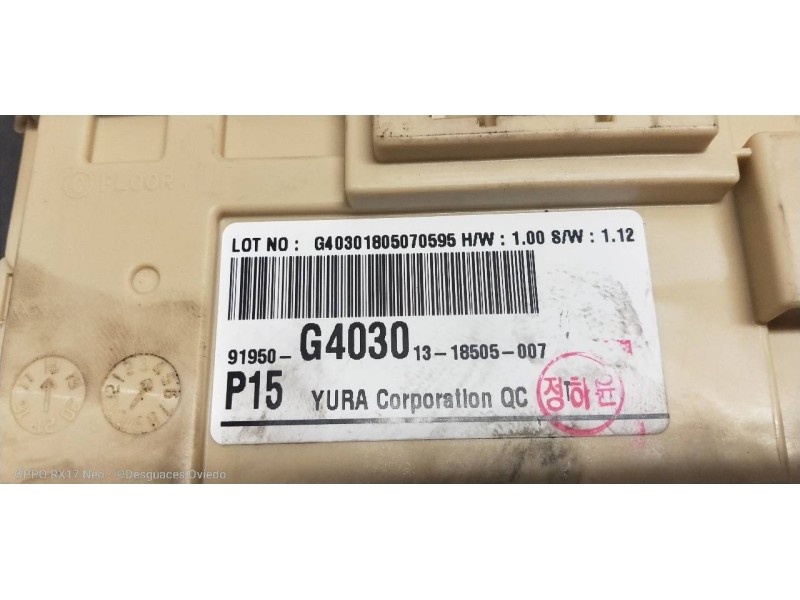 FLOOR
LOT NO : G40301805070595 H/W : 1.00 S/W : 1.12
91950-G4030 13-18505-007
P15 YURA Corporation QC
정하윤
OPPO RX17 Neo · ©Desguaces Oviedo